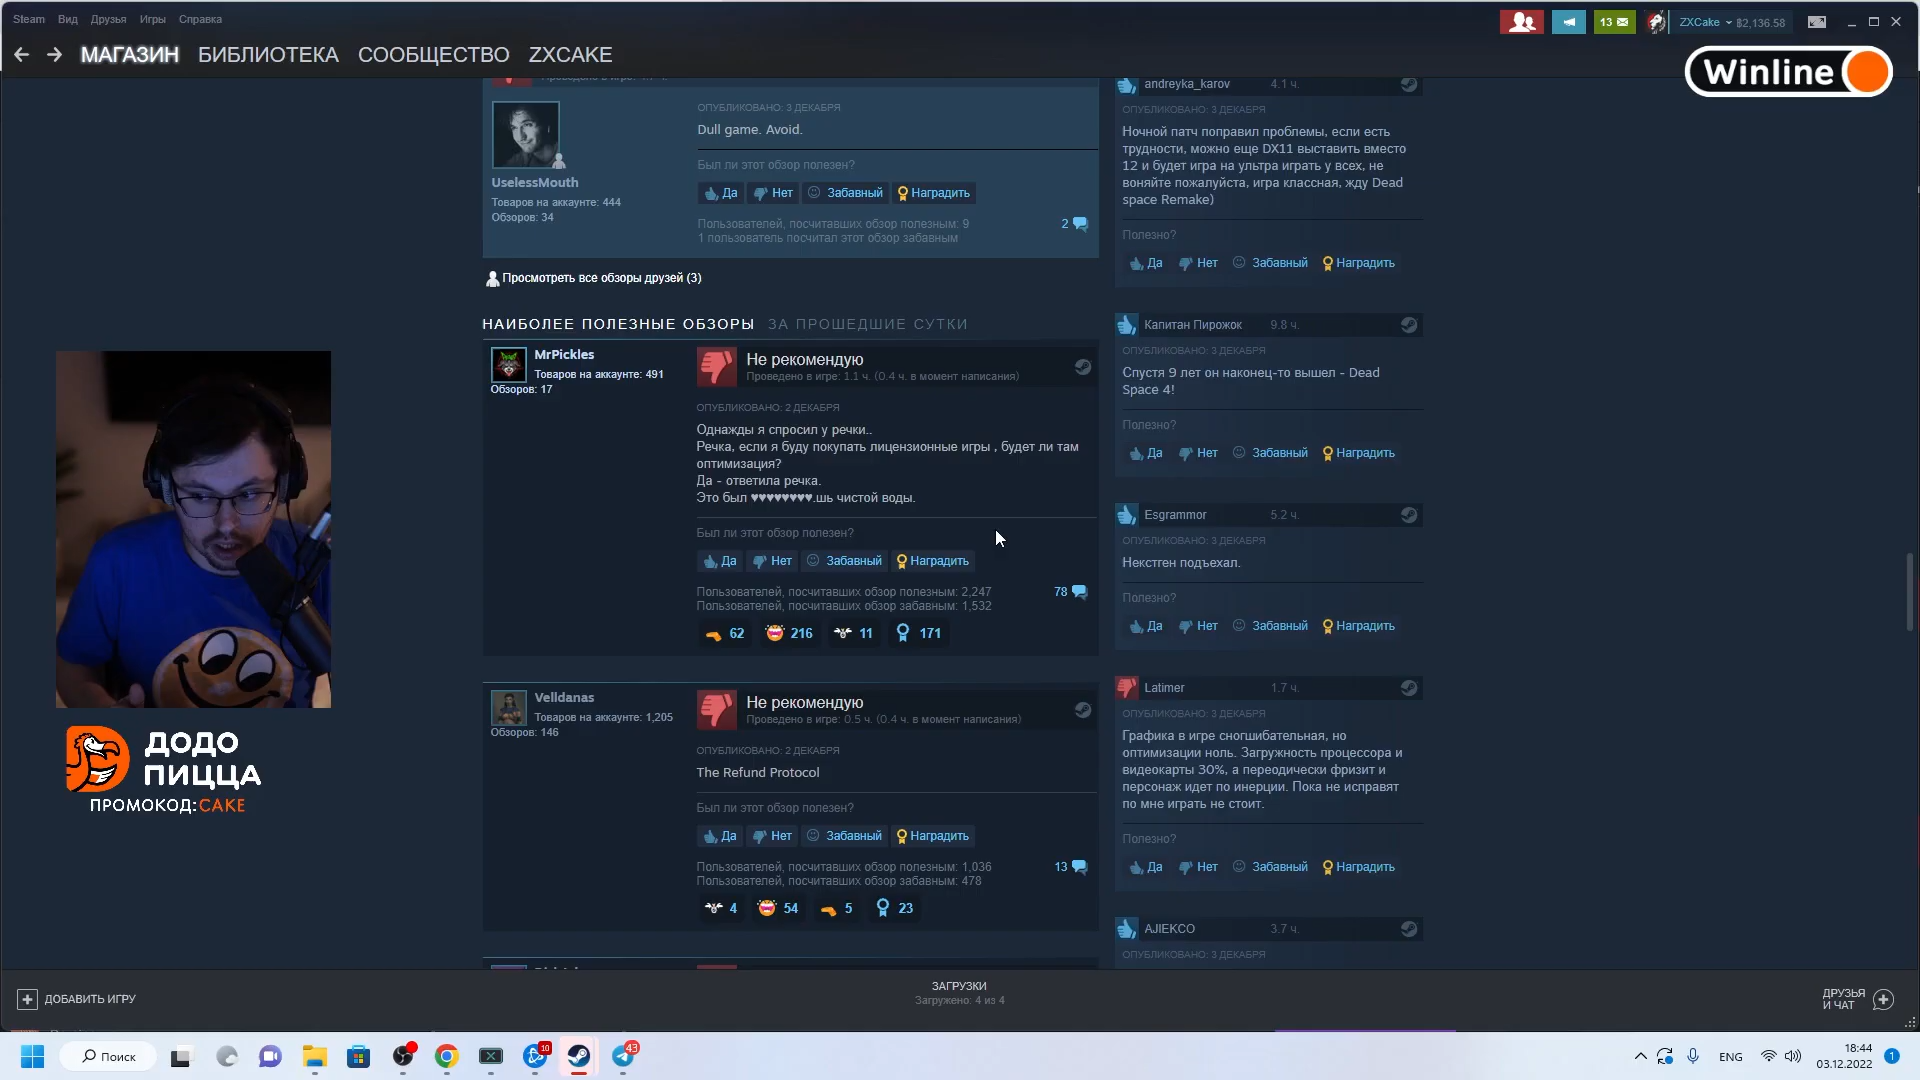 Steam Вид Друзья Игры Справка
13
ZXCake
฿2,136.58
МАГАЗИН БИБЛИОТЕКА СООБЩЕСТВО ZXCAKE
Winline
ОПУБЛИКОВАНО: 3 ДЕКАБРЯ
Dull game. Avoid.
Был ли этот обзор полезен?
Да Нет Забавный Наградить
UselessMouth
Товаров на аккаунте: 444
Обзоров: 34
Пользователей, посчитавших обзор полезным: 9
1 пользователь посчитал этот обзор забавным
2
Просмотреть все обзоры друзей (3)
НАИБОЛЕЕ ПОЛЕЗНЫЕ ОБЗОРЫ ЗА ПРОШЕДШИЕ СУТКИ
MrPickles
Товаров на аккаунте: 491
Обзоров: 17
Не рекомендую
Проведено в игре: 1.1 ч. (0.4 ч. в момент написания)
ОПУБЛИКОВАНО: 2 ДЕКАБРЯ
Однажды я спросил у речки..
Речка, если я буду покупать лицензионные игры , будет ли там
оптимизация?
Да - ответила речка.
Это был ♥♥♥♥♥♥♥♥.шь чистой воды.
Был ли этот обзор полезен?
Да Нет Забавный Наградить
Пользователей, посчитавших обзор полезным: 2,247
Пользователей, посчитавших обзор забавным: 1,532
78
62 216 11 171
Velldanas
Товаров на аккаунте: 1,205
Обзоров: 146
Не рекомендую
Проведено в игре: 0.5 ч. (0.4 ч. в момент написания)
ОПУБЛИКОВАНО: 2 ДЕКАБРЯ
The Refund Protocol
Был ли этот обзор полезен?
Да Нет Забавный Наградить
Пользователей, посчитавших обзор полезным: 1,036
Пользователей, посчитавших обзор забавным: 478
13
4 54 5 23
andreyka_karov 4.1 ч.
ОПУБЛИКОВАНО: 3 ДЕКАБРЯ
Ночной патч поправил проблемы, если есть
трудности, можно еще DX11 выставить вместо
12 и будет игра на ультра играть у всех, не
воняйте пожалуйста, игра классная, жду Dead
space Remake)
Полезно?
Да Нет Забавный Наградить
Капитан Пирожок 9.8 ч.
ОПУБЛИКОВАНО: 3 ДЕКАБРЯ
Спустя 9 лет он наконец-то вышел - Dead
Space 4!
Полезно?
Да Нет Забавный Наградить
Esgrammor 5.2 ч.
ОПУБЛИКОВАНО: 3 ДЕКАБРЯ
Некстген подъехал.
Полезно?
Да Нет Забавный Наградить
Latimer 1.7 ч.
ОПУБЛИКОВАНО: 3 ДЕКАБРЯ
Графика в игре сногшибательная, но
оптимизации ноль. Загружность процессора и
видеокарты 30%, а переодически фризит и
персонаж идет по инерции. Пока не исправят
по мне играть не стоит.
Полезно?
Да Нет Забавный Наградить
AJIEKCO 3.7 ч.
ОПУБЛИКОВАНО: 3 ДЕКАБРЯ
ДОДО
ПИЦЦА
ПРОМОКОД:CAKE
ДОБАВИТЬ ИГРУ
ЗАГРУЗКИ
Загружено: 4 из 4
ДРУЗЬЯ
И ЧАТ
Поиск
10
43
ENG
18:44
03.12.2022
1